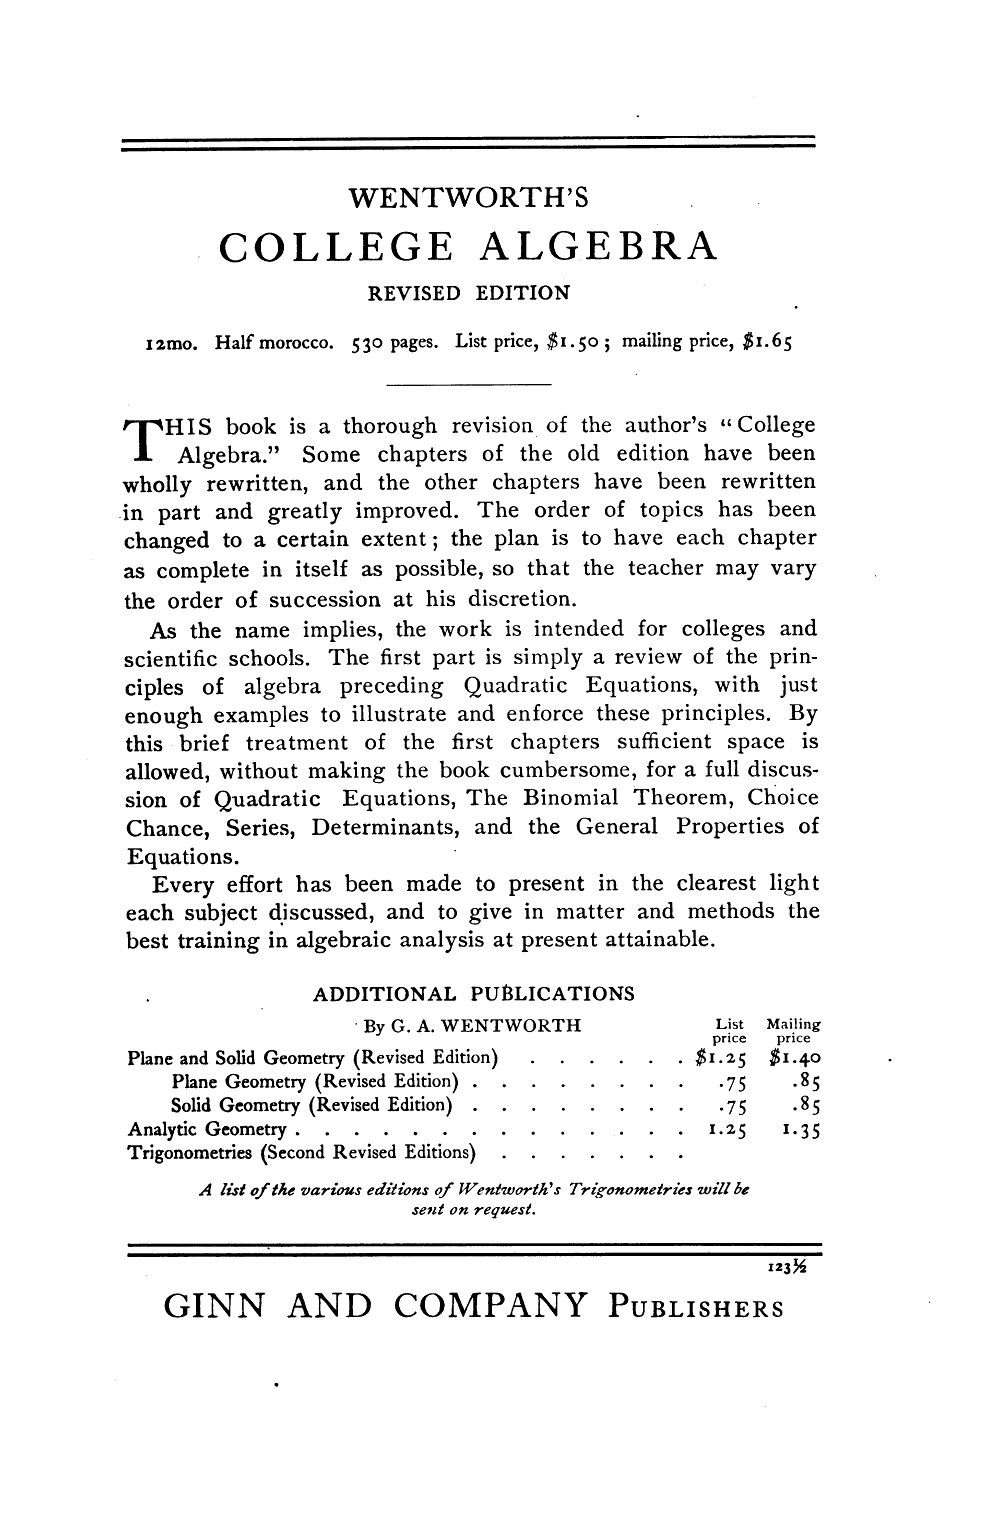 WENTWORTH'S
COLLEGE ALGEBRA
REVISED EDITION
12mo. Half morocco. 530 pages. List price, $1.50; mailing price, $1.65
THIS book is a thorough revision of the author's "College
Algebra." Some chapters of the old edition have been
wholly rewritten, and the other chapters have been rewritten
in part and greatly improved. The order of topics has been
changed to a certain extent; the plan is to have each chapter
as complete in itself as possible, so that the teacher may vary
the order of succession at his discretion.
As the name implies, the work is intended for colleges and
scientific schools. The first part is simply a review of the prin-
ciples of algebra preceding Quadratic Equations, with just
enough examples to illustrate and enforce these principles. By
this brief treatment of the first chapters sufficient space is
allowed, without making the book cumbersome, for a full discus-
sion of Quadratic Equations, The Binomial Theorem, Choice
Chance, Series, Determinants, and the General Properties of
Equations.
Every effort has been made to present in the clearest light
each subject discussed, and to give in matter and methods the
best training in algebraic analysis at present attainable.
ADDITIONAL PUBLICATIONS
By G. A. WENTWORTH List price Mailing price
Plane and Solid Geometry (Revised Edition) . . . . . . $1.25 $1.40
Plane Geometry (Revised Edition) . . . . . . . . .75 .85
Solid Geometry (Revised Edition) . . . . . . . . .75 .85
Analytic Geometry . . . . . . . . . . . . . . 1.25 1.35
Trigonometries (Second Revised Editions) . . . . . . .
A list of the various editions of Wentworth's Trigonometries will be
sent on request.
123½
GINN AND COMPANY PUBLISHERS